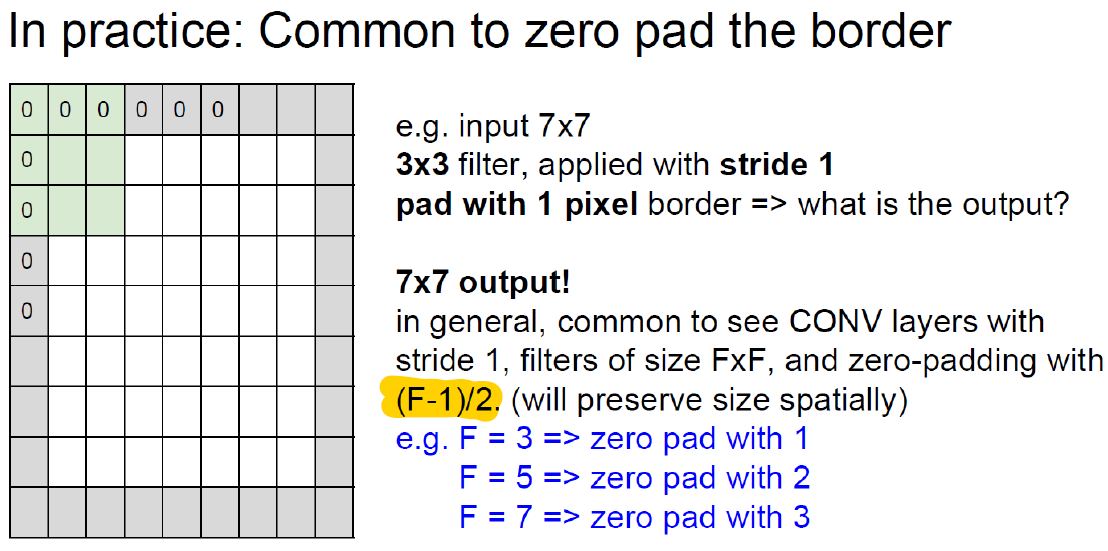 In practice: Common to zero pad the border
0 0 0 0 0 0
0
0
0
0
e.g. input 7x7
3x3 filter, applied with stride 1
pad with 1 pixel border => what is the output?
7x7 output!
in general, common to see CONV layers with
stride 1, filters of size FxF, and zero-padding with
(F-1)/2. (will preserve size spatially)
e.g. F = 3 => zero pad with 1
F = 5 => zero pad with 2
F = 7 => zero pad with 3